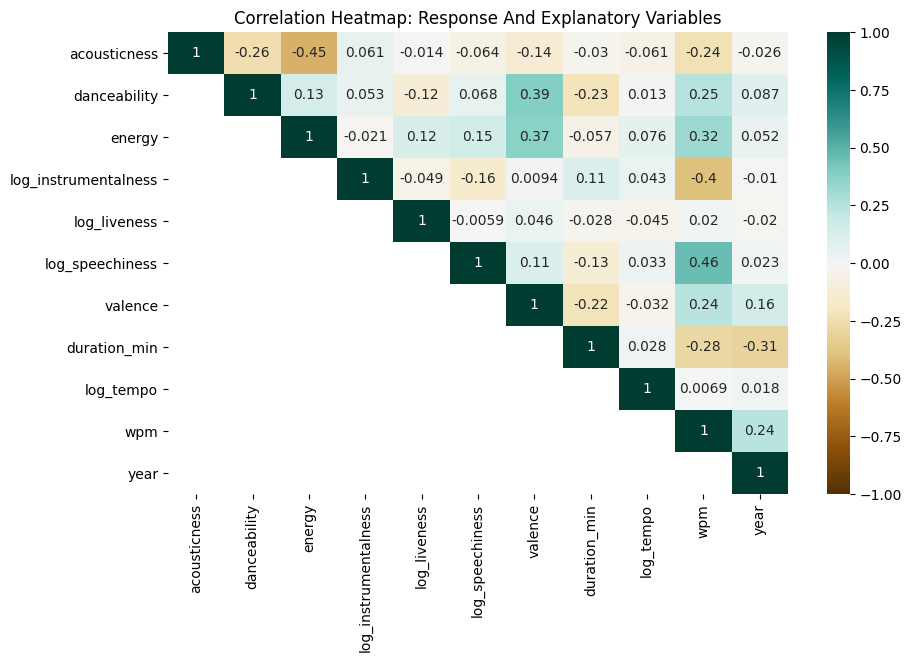 Correlation Heatmap: Response And Explanatory Variables
acousticness 1 -0.26 -0.45 0.061 -0.014 -0.064 -0.14 -0.03 -0.061 -0.24 -0.026
danceability 1 0.13 0.053 -0.12 0.068 0.39 -0.23 0.013 0.25 0.087
energy 1 -0.021 0.12 0.15 0.37 -0.057 0.076 0.32 0.052
log_instrumentalness 1 -0.049 -0.16 0.0094 0.11 0.043 -0.4 -0.01
log_liveness 1 -0.0059 0.046 -0.028 -0.045 0.02 -0.02
log_speechiness 1 0.11 -0.13 0.033 0.46 0.023
valence 1 -0.22 -0.032 0.24 0.16
duration_min 1 0.028 -0.28 -0.31
log_tempo 1 0.0069 0.018
wpm 1 0.24
year 1
acousticness
danceability
energy
log_instrumentalness
log_liveness
log_speechiness
valence
duration_min
log_tempo
wpm
year
1.00
0.75
0.50
0.25
0.00
−0.25
−0.50
−0.75
−1.00